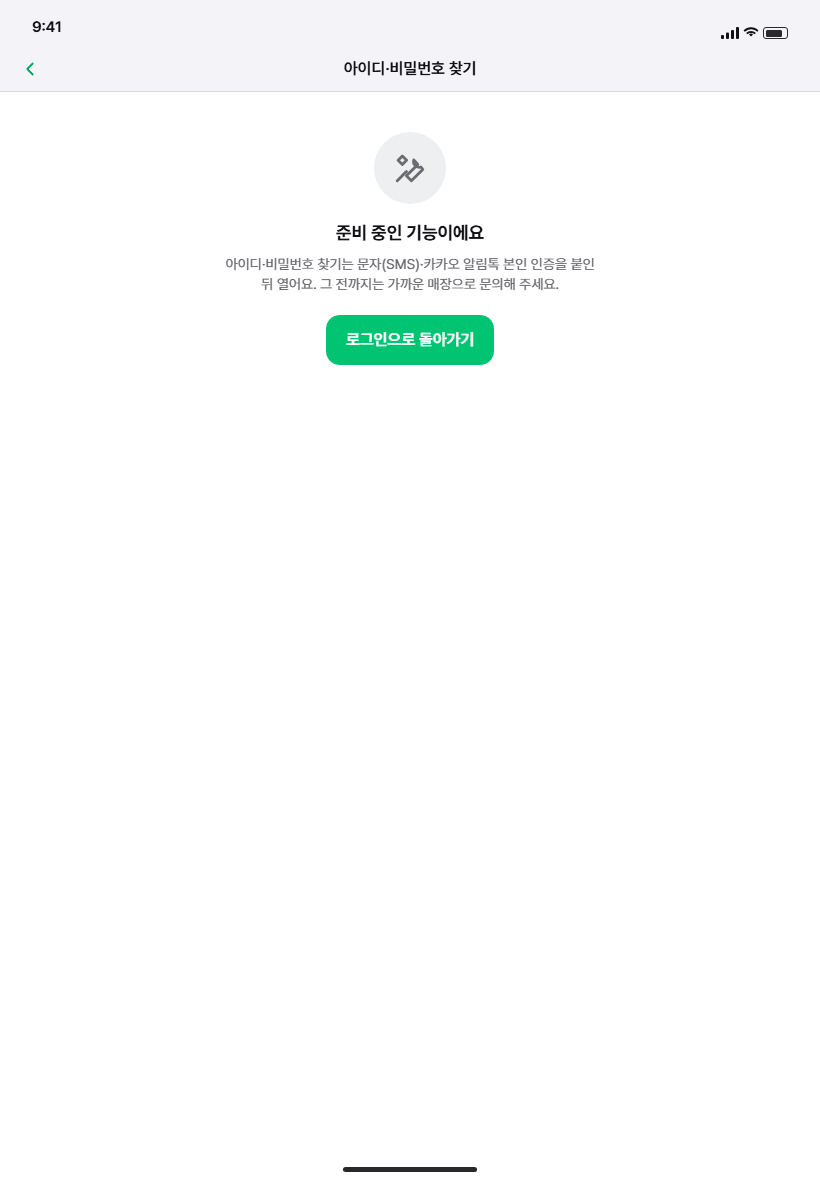 9:41
아이디·비밀번호 찾기
준비 중인 기능이에요
아이디·비밀번호 찾기는 문자(SMS)·카카오 알림톡 본인 인증을 붙인
뒤 열어요. 그 전까지는 가까운 매장으로 문의해 주세요.
로그인으로 돌아가기